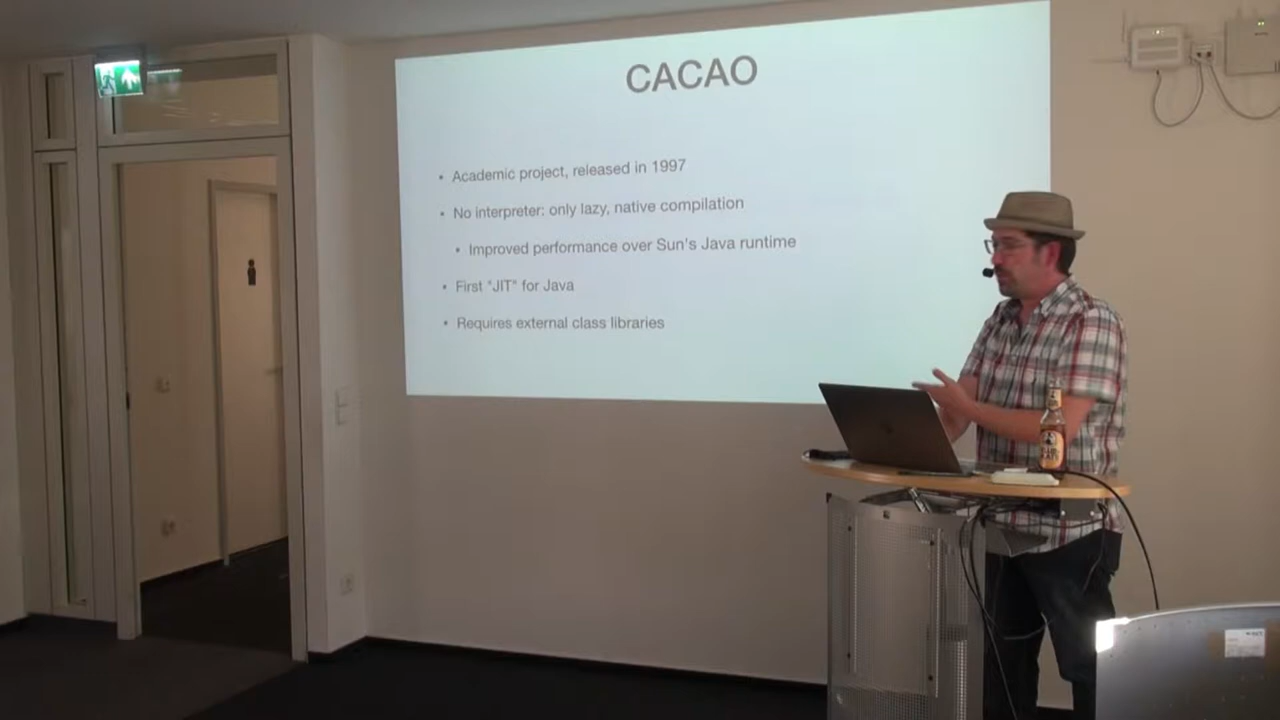 CACAO
• Academic project, released in 1997
• No interpreter: only lazy, native compilation
• Improved performance over Sun's Java runtime
• First "JIT" for Java
• Requires external class libraries